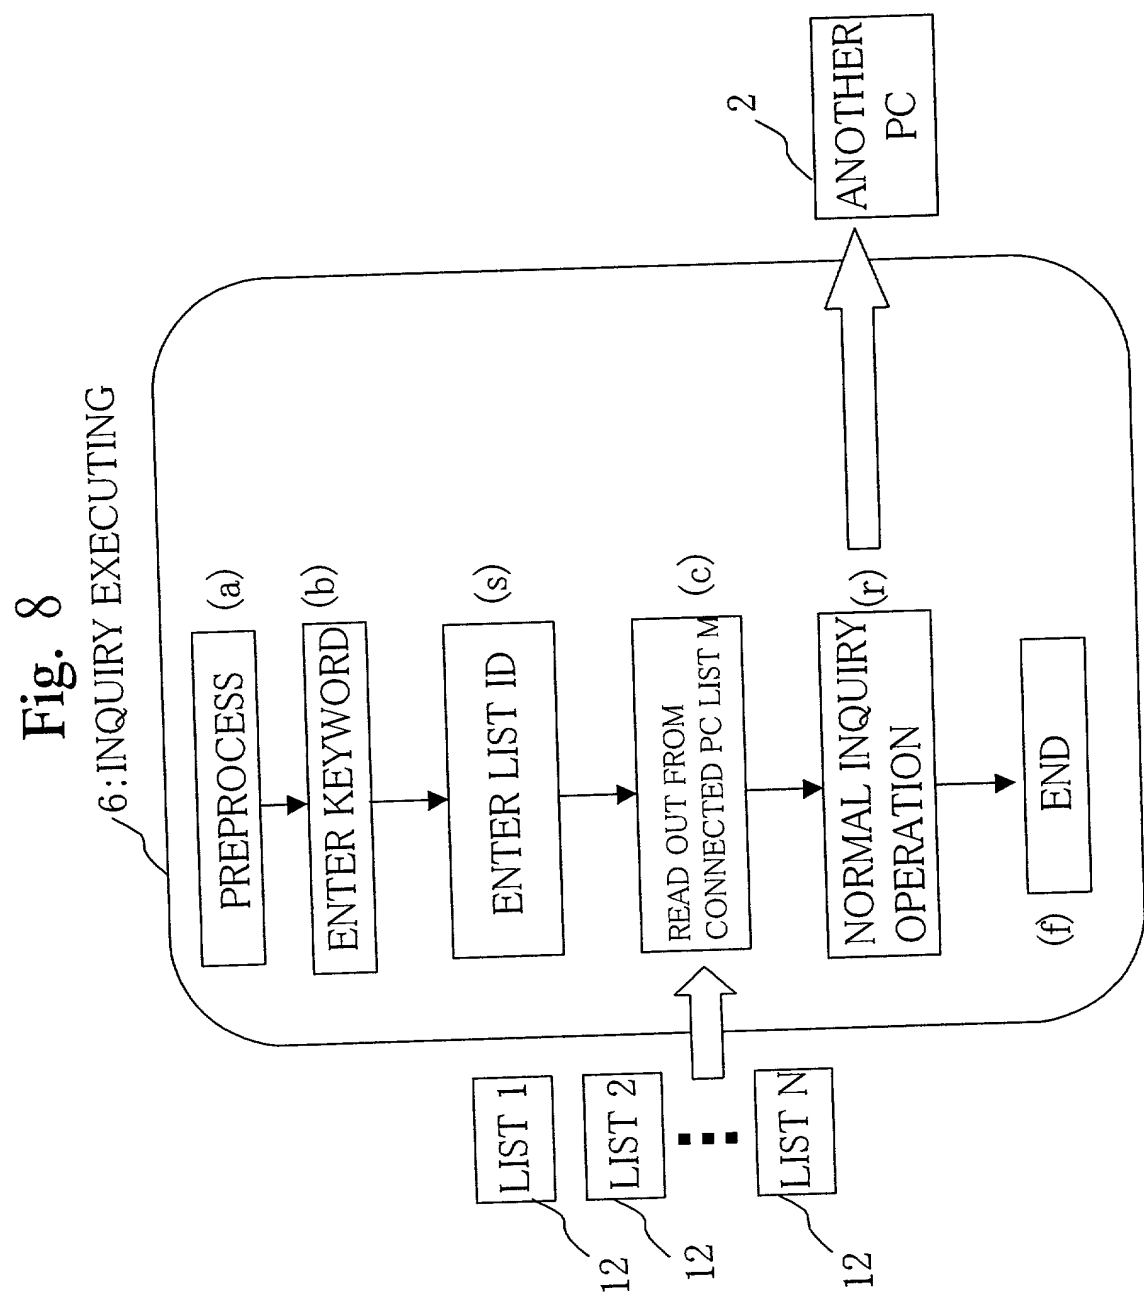 Fig. 8
6:INQUIRY EXECUTING
PREPROCESS
(a)
ENTER KEYWORD
(b)
ENTER LIST ID
(s)
READ OUT FROM
CONNECTED PC LIST M
(c)
NORMAL INQUIRY
OPERATION
(r)
END
(f)
LIST 1
12
LIST 2
12
LIST N
12
2
ANOTHER
PC